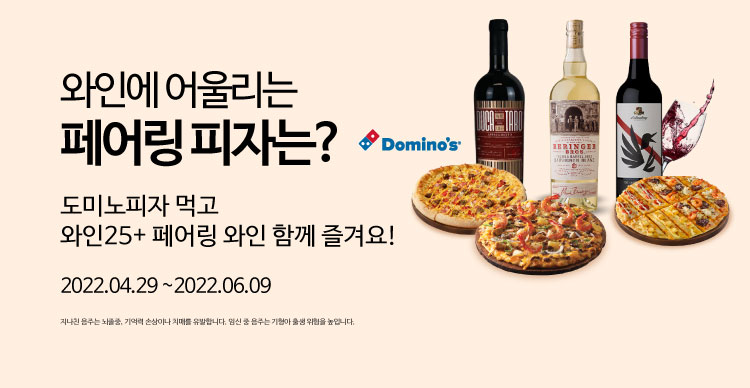 와인에 어울리는
페어링 피자는?
Domino's
도미노피자 먹고
와인25+ 페어링 와인 함께 즐겨요!
2022.04.29 ~2022.06.09
지나친 음주는 뇌졸중, 기억력 손상이나 치매를 유발합니다. 임신 중 음주는 기형아 출생 위험을 높입니다.
LUCA
TARO
BERINGER
BROS.